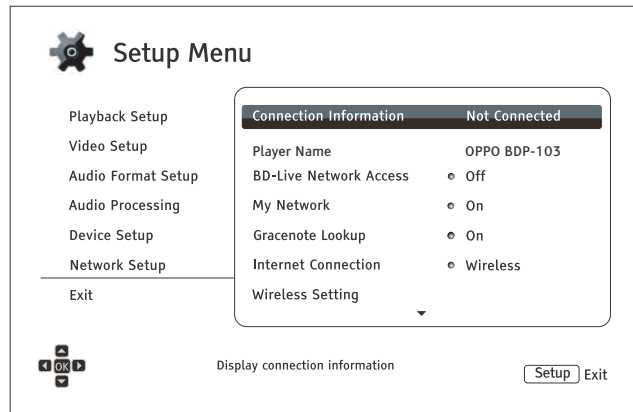 Setup Menu
Playback Setup
Video Setup
Audio Format Setup
Audio Processing
Device Setup
Network Setup
Exit
Connection Information Not Connected
Player Name OPPO BDP-103
BD-Live Network Access Off
My Network On
Gracenote Lookup On
Internet Connection Wireless
Wireless Setting
OK
Display connection information
Setup Exit